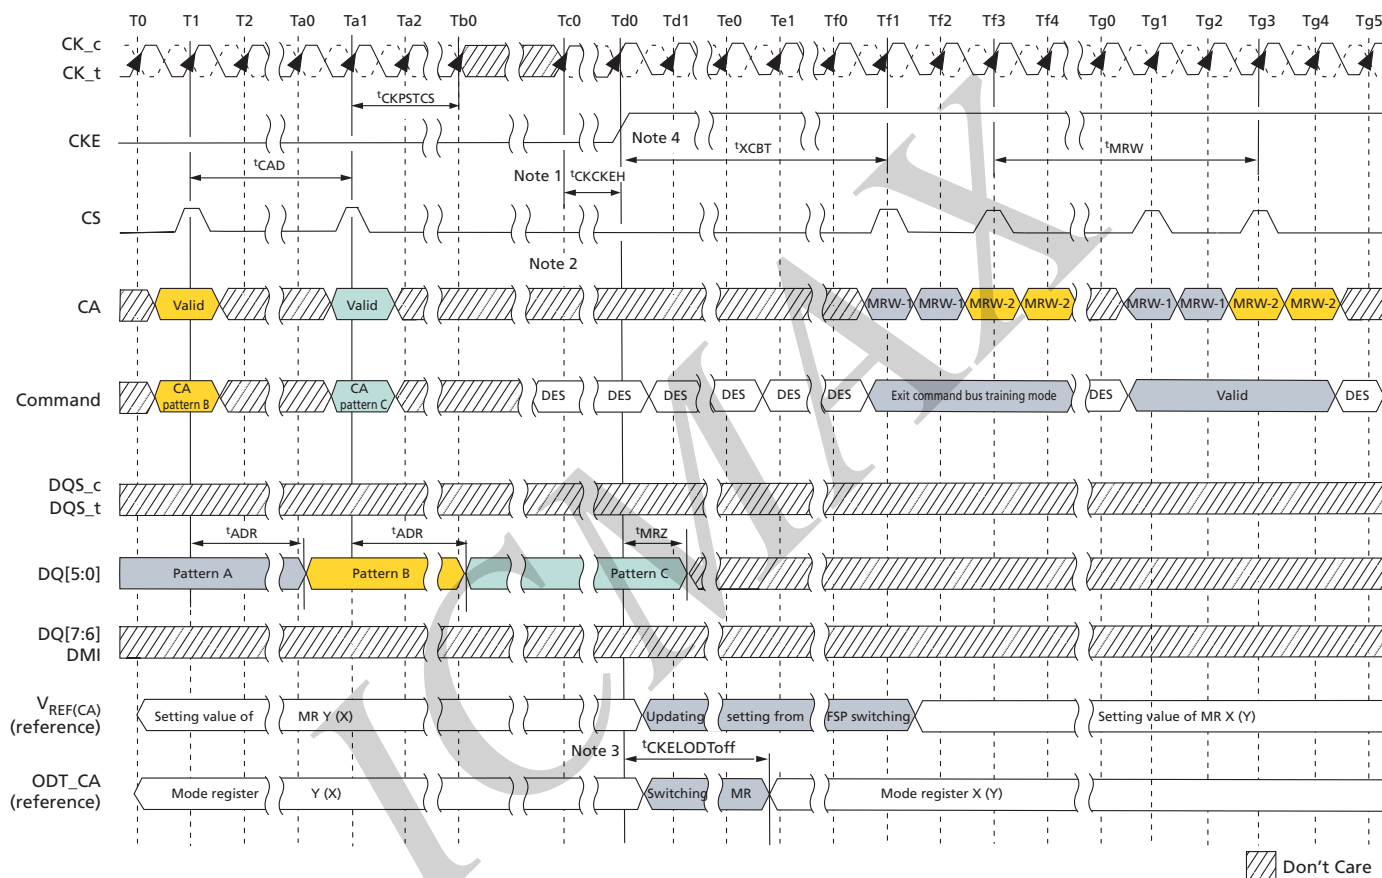 T0 T1 T2 Ta0 Ta1 Ta2 Tb0 Tc0 Td0 Td1 Te0 Te1 Tf0 Tf1 Tf2 Tf3 Tf4 Tg0 Tg1 Tg2 Tg3 Tg4 Tg5
CK_c
CK_t
tCKPSTCS
CKE
Note 4
tCAD
tXCBT
tMRW
Note 1
tCKCKEH
CS
Note 2
CA
Valid
Valid
MRW-1
MRW-1
MRW-2
MRW-2
MRW-1
MRW-1
MRW-2
MRW-2
Command
CA
pattern B
CA
pattern C
DES
DES
DES
DES
DES
DES
Exit command bus training mode
DES
Valid
DES
DQS_c
DQS_t
tADR
tADR
tMRZ
DQ[5:0]
Pattern A
Pattern B
Pattern C
DQ[7:6]
DMI
VREF(CA)
(reference)
Setting value of MR Y (X)
Updating setting from FSP switching
Setting value of MR X (Y)
Note 3
tCKELODToff
ODT_CA
(reference)
Mode register Y (X)
Switching MR
Mode register X (Y)
Don't Care
ICMAX